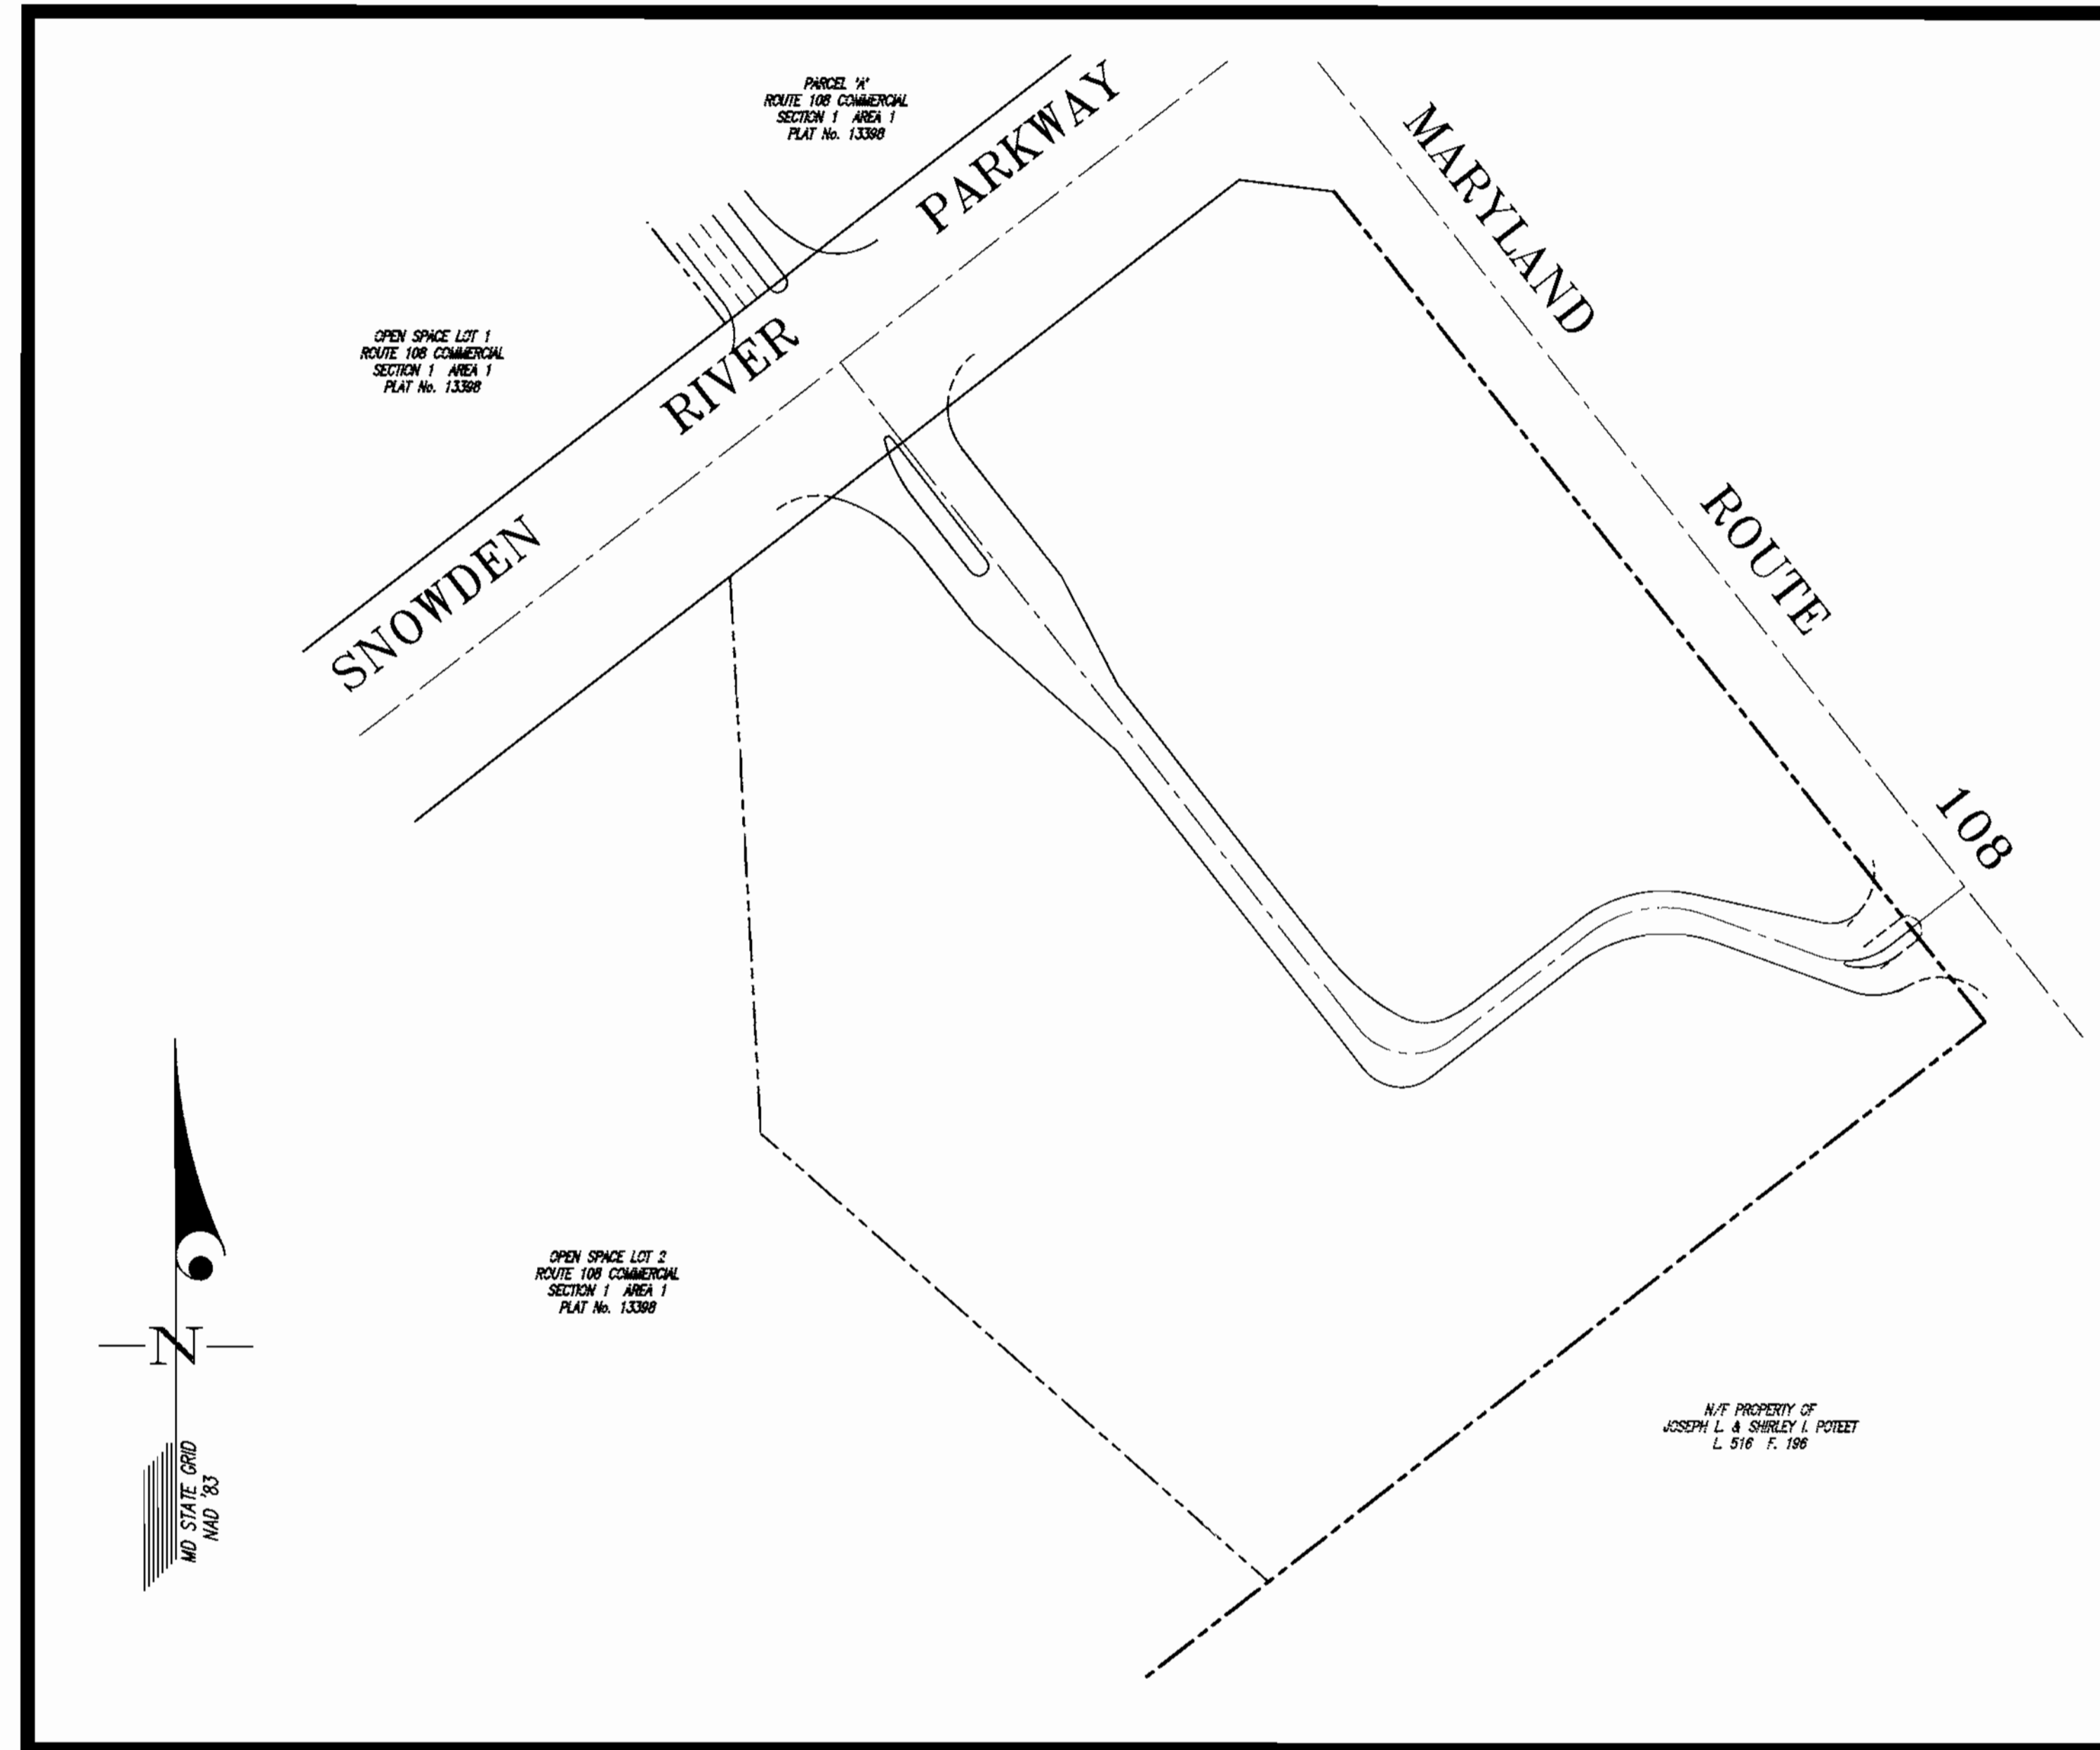 PARCEL 'A'
ROUTE 108 COMMERCIAL
SECTION 1 AREA 1
PLAT No. 13398
OPEN SPACE LOT 1
ROUTE 108 COMMERCIAL
SECTION 1 AREA 1
PLAT No. 13398
SNOWDEN RIVER PARKWAY
MARYLAND ROUTE 108
OPEN SPACE LOT 2
ROUTE 108 COMMERCIAL
SECTION 1 AREA 1
PLAT No. 13398
N
MD STATE GRID
NAD '83
N/F PROPERTY OF
JOSEPH L. & SHIRLEY I. POTEET
L. 516 F. 196